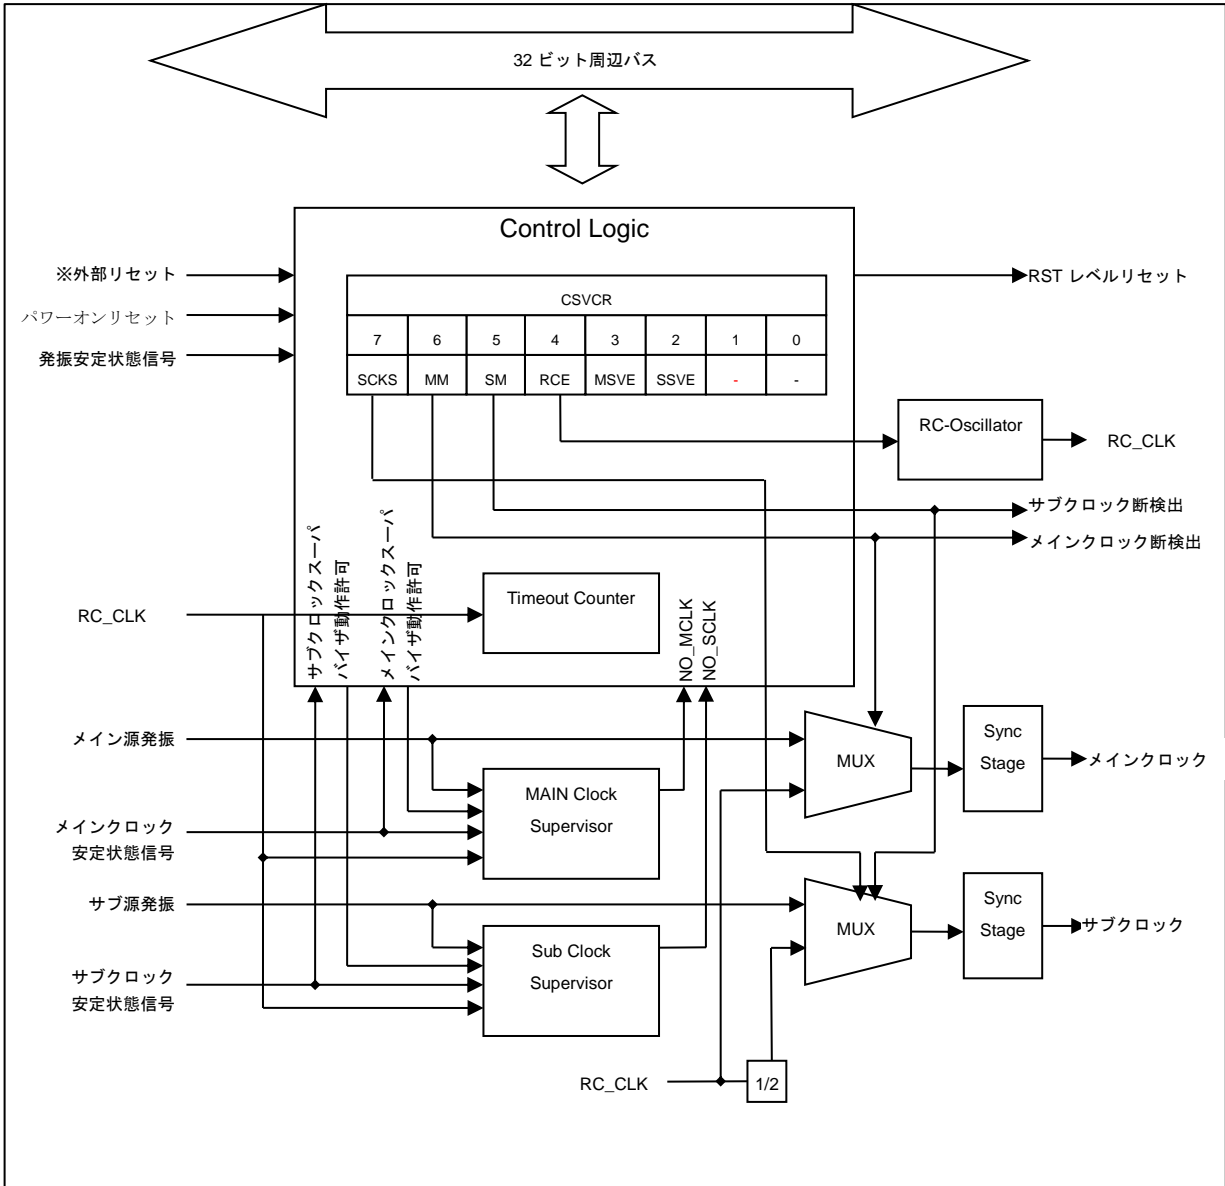 32 ビット周辺バス
Control Logic
※外部リセット
パワーオンリセット
発振安定状態信号
RST レベルリセット
CSVCR
7 6 5 4 3 2 1 0
SCKS MM SM RCE MSVE SSVE - -
RC-Oscillator
RC_CLK
サブクロック断検出
メインクロック断検出
サブクロックスーパ
バイザ動作許可
メインクロックスーパ
バイザ動作許可
Timeout Counter
NO_MCLK
NO_SCLK
RC_CLK
メイン源発振
MAIN Clock
Supervisor
メインクロック
安定状態信号
MUX
Sync
Stage
メインクロック
サブ源発振
Sub Clock
Supervisor
サブクロック
安定状態信号
MUX
Sync
Stage
サブクロック
RC_CLK
1/2